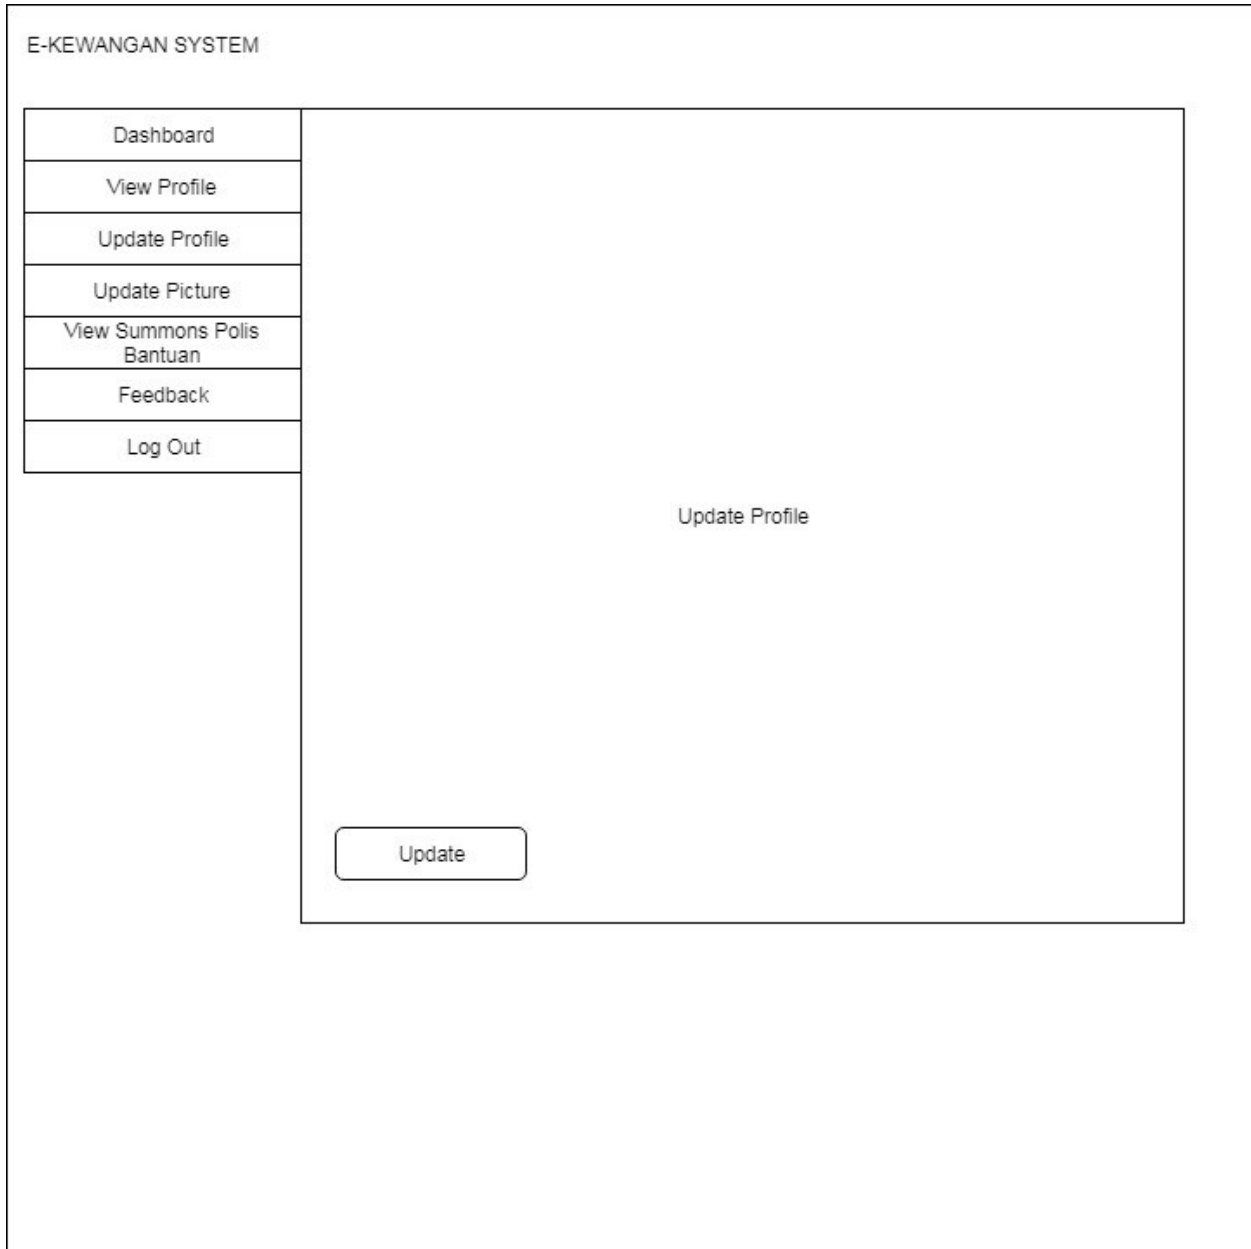 E-KEWANGAN SYSTEM
Dashboard
View Profile
Update Profile
Update Picture
View Summons Polis
Bantuan
Feedback
Log Out
Update Profile
Update